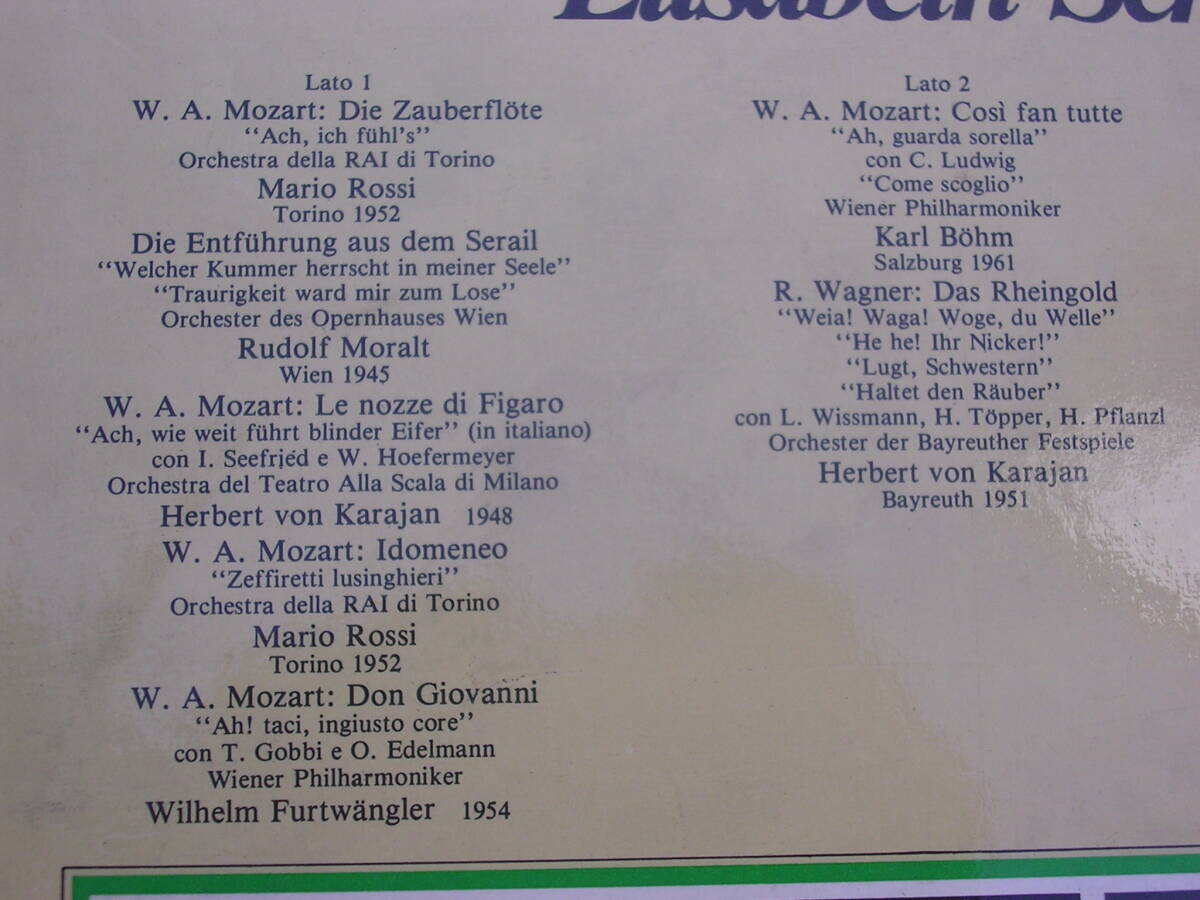 Lato 1
W. A. Mozart: Die Zauberflöte
“Ach, ich fühl's”
Orchestra della RAI di Torino
Mario Rossi
Torino 1952
Die Entführung aus dem Serail
“Welcher Kummer herrscht in meiner Seele”
“Traurigkeit ward mir zum Lose”
Orchester des Opernhauses Wien
Rudolf Moralt
Wien 1945
W. A. Mozart: Le nozze di Figaro
“Ach, wie weit führt blinder Eifer” (in italiano)
con I. Seefried e W. Hoefermeyer
Orchestra del Teatro Alla Scala di Milano
Herbert von Karajan 1948
W. A. Mozart: Idomeneo
“Zeffiretti lusinghieri”
Orchestra della RAI di Torino
Mario Rossi
Torino 1952
W. A. Mozart: Don Giovanni
“Ah! taci, ingiusto core”
con T. Gobbi e O. Edelmann
Wiener Philharmoniker
Wilhelm Furtwängler 1954
Lato 2
W. A. Mozart: Così fan tutte
“Ah, guarda sorella”
con C. Ludwig
“Come scoglio”
Wiener Philharmoniker
Karl Böhm
Salzburg 1961
R. Wagner: Das Rheingold
“Weia! Waga! Woge, du Welle”
“He he! Ihr Nicker!”
“Lugt, Schwestern”
“Haltet den Räuber”
con L. Wissmann, H. Töpper, H. Pflanzl
Orchester der Bayreuther Festspiele
Herbert von Karajan
Bayreuth 1951